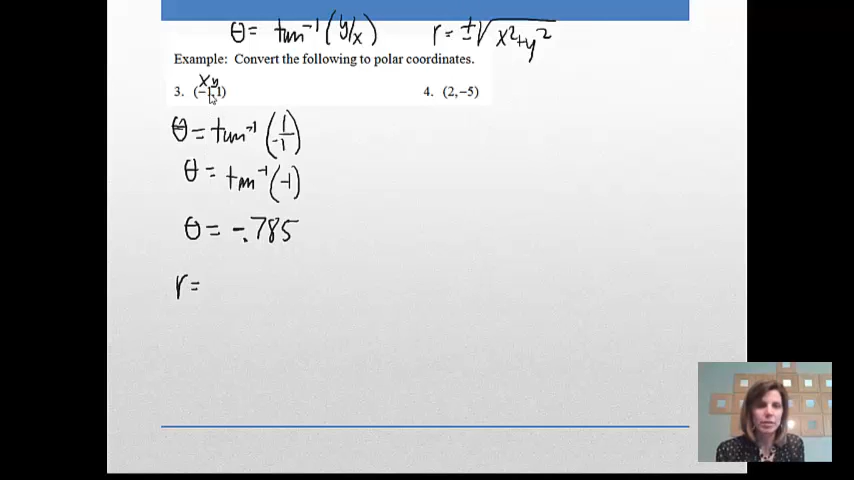 θ = tan⁻¹ (y/x) r = ±√x²+y²
Example: Convert the following to polar coordinates.
x y
3. (−1,1) 4. (2,−5)
θ = tan⁻¹ (1/-1)
θ = tan⁻¹ (-1)
θ = -.785
r =